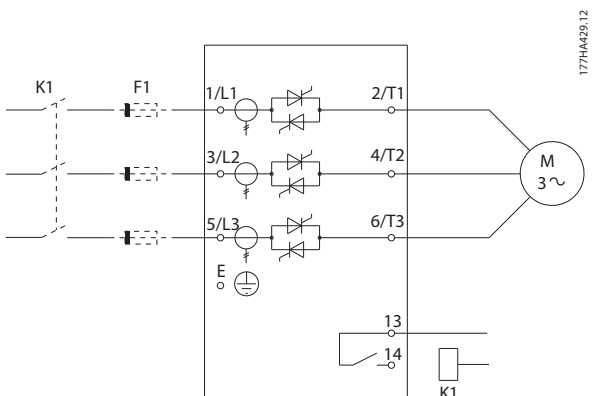 177HA429.12
K1
F1
1/L1
2/T1
3/L2
4/T2
M
3~
5/L3
6/T3
E
13
14
K1